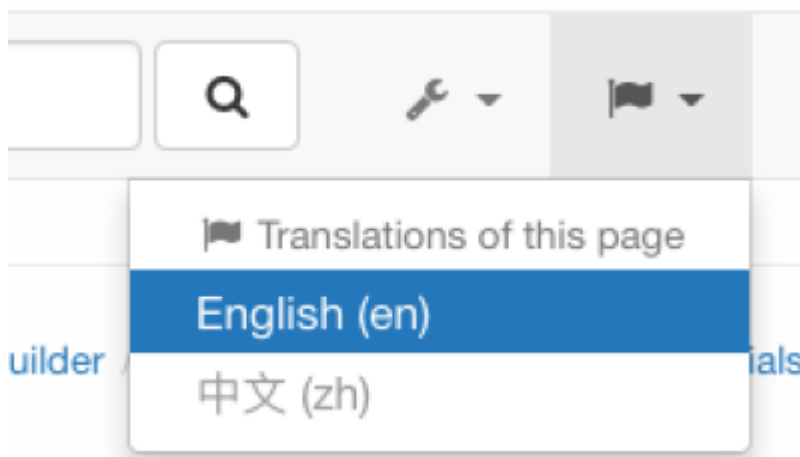 Translations of this page
English (en)
uilder / ials
中文 (zh)